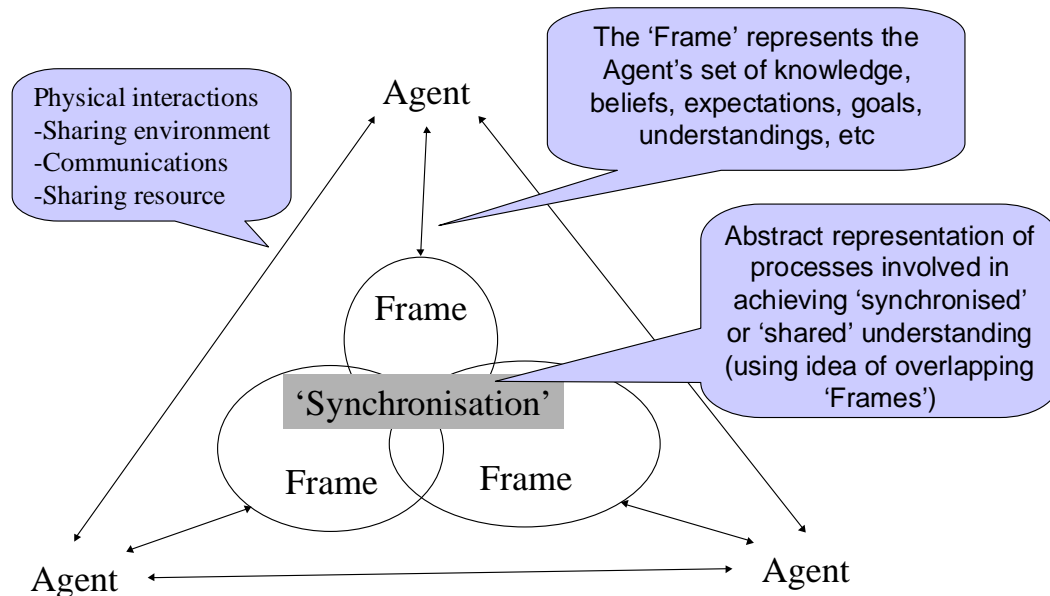 The ‘Frame’ represents the
Agent’s set of knowledge,
beliefs, expectations, goals,
understandings, etc
Physical interactions
-Sharing environment
-Communications
-Sharing resource
Agent
Abstract representation of
processes involved in
achieving ‘synchronised’
or ‘shared’ understanding
(using idea of overlapping
‘Frames’)
Frame
‘Synchronisation’
Frame
Frame
Agent
Agent